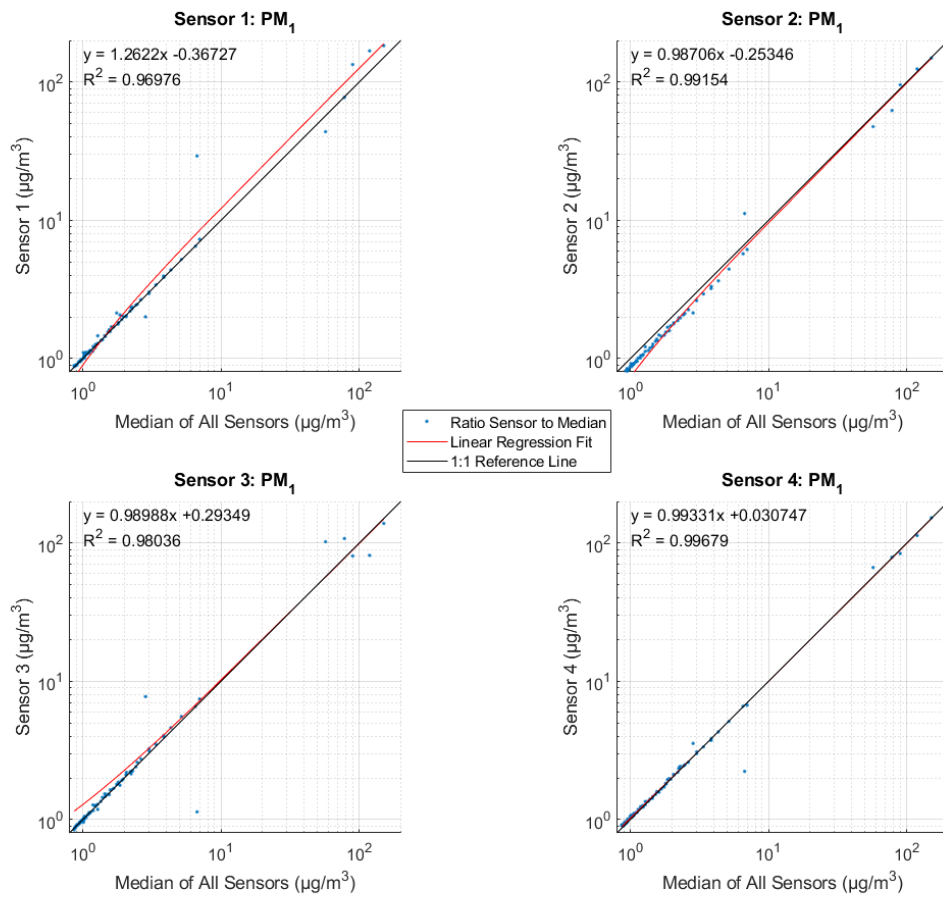 Sensor 1: PM₁
y = 1.2622x -0.36727
R² = 0.96976
Sensor 1 (µg/m³)
10²
10¹
10⁰
10⁰ 10¹ 10²
Median of All Sensors (µg/m³)
Sensor 2: PM₁
y = 0.98706x -0.25346
R² = 0.99154
Sensor 2 (µg/m³)
10²
10¹
10⁰
10⁰ 10¹ 10²
Median of All Sensors (µg/m³)
Ratio Sensor to Median
Linear Regression Fit
1:1 Reference Line
Sensor 3: PM₁
y = 0.98988x +0.29349
R² = 0.98036
Sensor 3 (µg/m³)
10²
10¹
10⁰
10⁰ 10¹ 10²
Median of All Sensors (µg/m³)
Sensor 4: PM₁
y = 0.99331x +0.030747
R² = 0.99679
Sensor 4 (µg/m³)
10²
10¹
10⁰
10⁰ 10¹ 10²
Median of All Sensors (µg/m³)